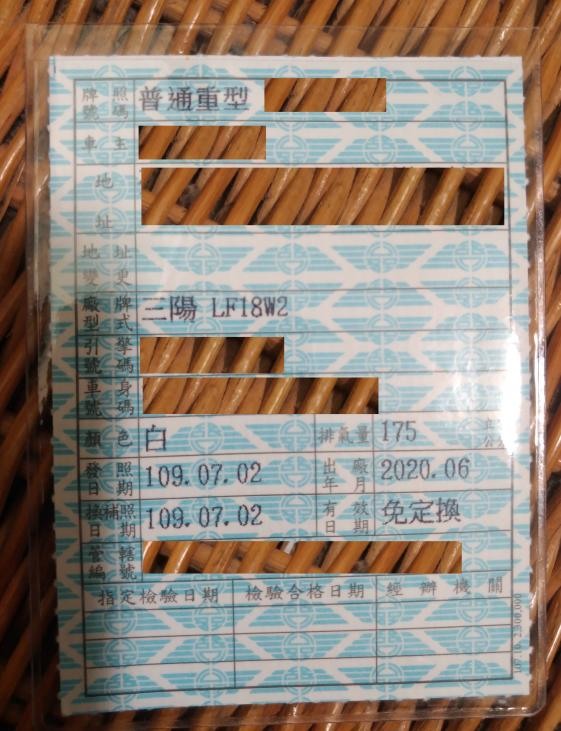 牌照號碼 普通重型
車主
地址
地址變更
廠牌型式 三陽 LF18W2
引擎號碼
車身號碼
顏色 白 排氣量 175 立方公分
發照日期 109.07.02 出廠年月 2020.06
換補照日期 109.07.02 有效日期 免定換
管轄編號
指定檢驗日期 檢驗合格日期 經辦機關